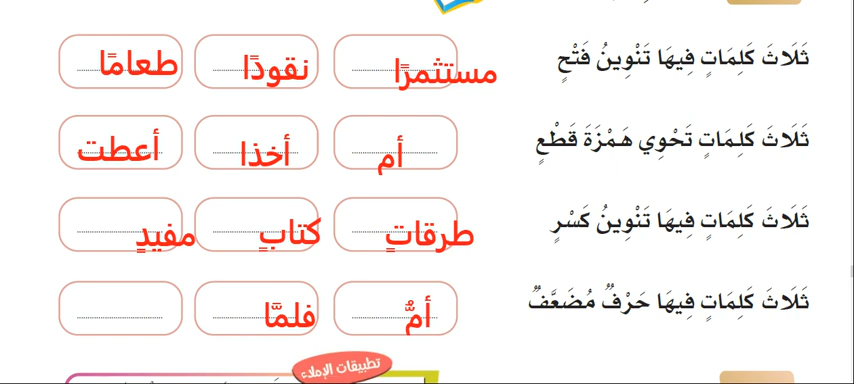 ثَلَاثَ كَلِمَاتٍ فِيهَا تَنْوِينُ فَتْحٍ مستثمرًا نقودًا طعامًا
ثَلَاثَ كَلِمَاتٍ تَحْوِي هَمْزَةَ قَطْعٍ أم أخذا أعطت
ثَلَاثَ كَلِمَاتٍ فِيهَا تَنْوِينُ كَسْرٍ طرقاتٍ كتابٍ مفيدٍ
ثَلَاثَ كَلِمَاتٍ فِيهَا حَرْفٌ مُضَعَّفٌ أمُّ فلمَّا
تطبيقات الإملاء